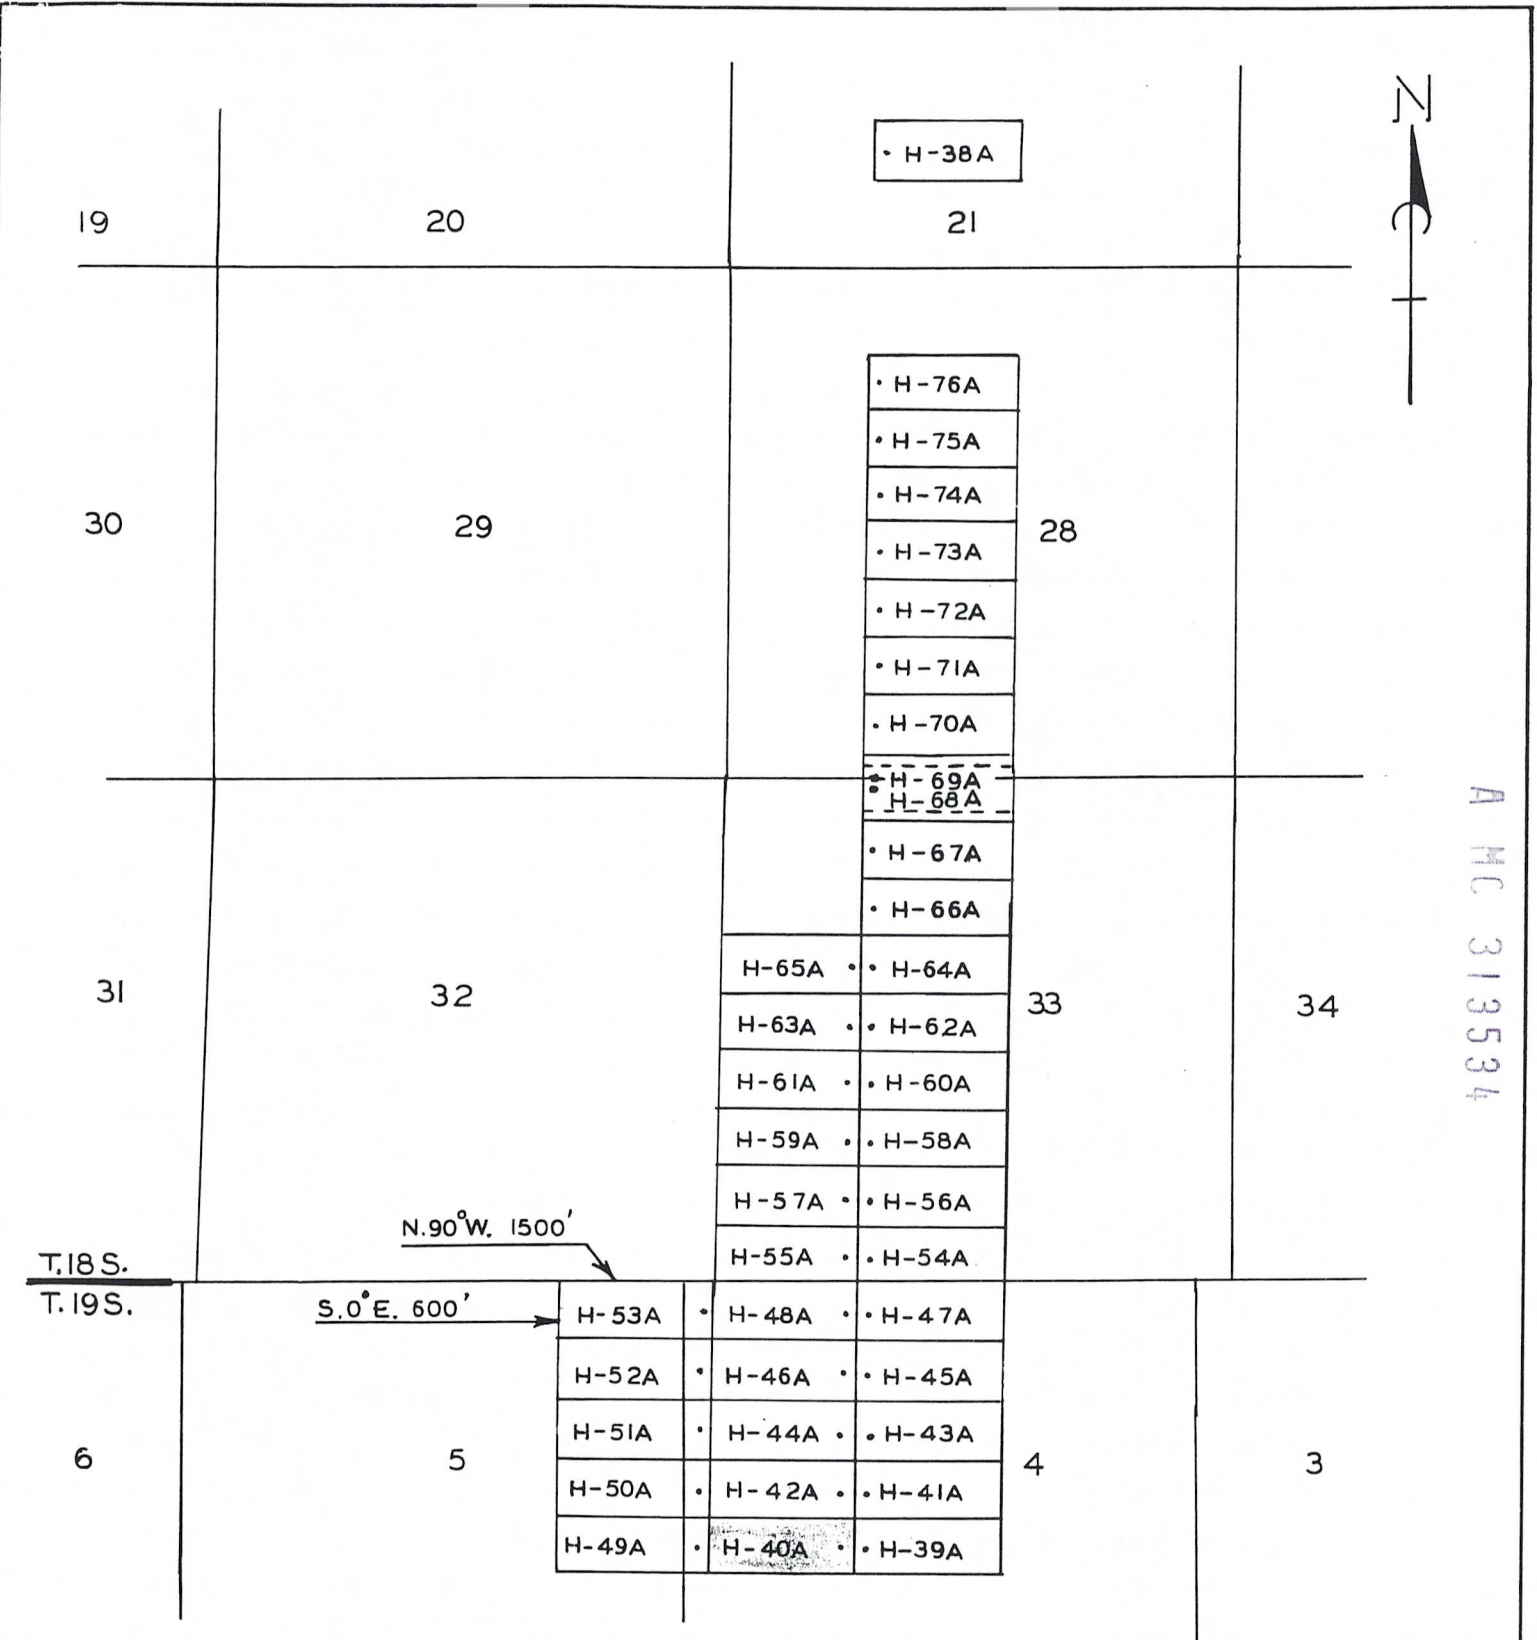 N
H-38A
19 20 21
H-76A
H-75A
H-74A
30 29 28
H-73A
H-72A
H-71A
H-70A
H-69A
H-68A
H-67A
H-66A
H-65A H-64A
31 32 33 34
H-63A H-62A
H-61A H-60A
H-59A H-58A
H-57A H-56A
N.90°W. 1500'
H-55A H-54A
T.18S.
T.19S.
S.0°E. 600'
H-53A H-48A H-47A
H-52A H-46A H-45A
H-51A H-44A H-43A
6 5 4 3
H-50A H-42A H-41A
H-49A H-40A H-39A
A MC 313534